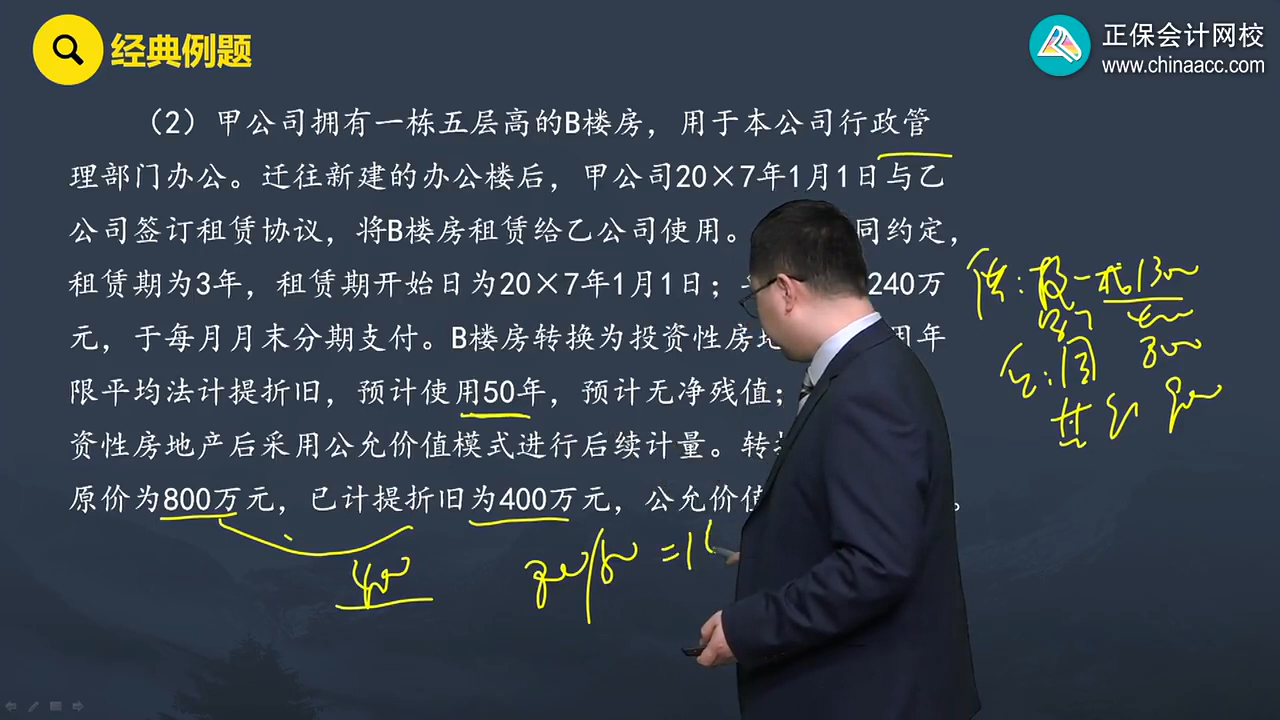 经典例题
正保会计网校
www.chinaacc.com
（2）甲公司拥有一栋五层高的B楼房，用于本公司行政管
理部门办公。迁往新建的办公楼后，甲公司20×7年1月1日与乙
公司签订租赁协议，将B楼房租赁给乙公司使用。 同约定，
租赁期为3年，租赁期开始日为20×7年1月1日； 240万
元，于每月月末分期支付。B楼房转换为投资性房地 用年
限平均法计提折旧，预计使用50年，预计无净残值；
资性房地产后采用公允价值模式进行后续计量。转
原价为800万元，已计提折旧为400万元，公允价值 。
400
800/50 =16